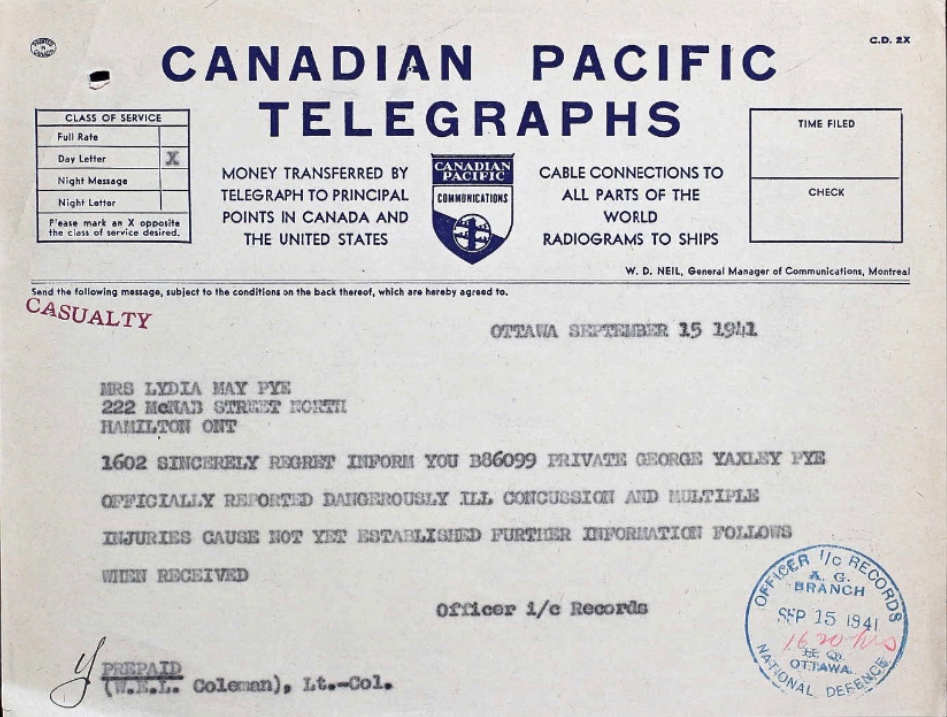 PRINTED IN CANADA
C.D. 2X
CANADIAN PACIFIC
TELEGRAPHS
CLASS OF SERVICE
Full Rate
Day Letter X
Night Message
Night Letter
Please mark an X opposite
the class of service desired.
MONEY TRANSFERRED BY
TELEGRAPH TO PRINCIPAL
POINTS IN CANADA AND
THE UNITED STATES
CANADIAN
PACIFIC
COMMUNICATIONS
CABLE CONNECTIONS TO
ALL PARTS OF THE
WORLD
RADIOGRAMS TO SHIPS
TIME FILED
CHECK
W. D. NEIL, General Manager of Communications, Montreal
Send the following message, subject to the conditions on the back thereof, which are hereby agreed to.
CASUALTY
OTTAWA SEPTEMBER 15 1941
MRS LYDIA MAY PYE
222 McNAB STREET NORTH
HAMILTON ONT
1602 SINCERELY REGRET INFORM YOU B86099 PRIVATE GEORGE YAXLEY PYE
OFFICIALLY REPORTED DANGEROUSLY ILL CONCUSSION AND MULTIPLE
INJURIES CAUSE NOT YET ESTABLISHED FURTHER INFORMATION FOLLOWS
WHEN RECEIVED
Officer i/c Records
OFFICER I/C RECORDS
A. G.
BRANCH
SEP 15 1941
H. Q.
OTTAWA.
NATIONAL DEFENCE
PREPAID
(W.E.L. Coleman), Lt.-Col.